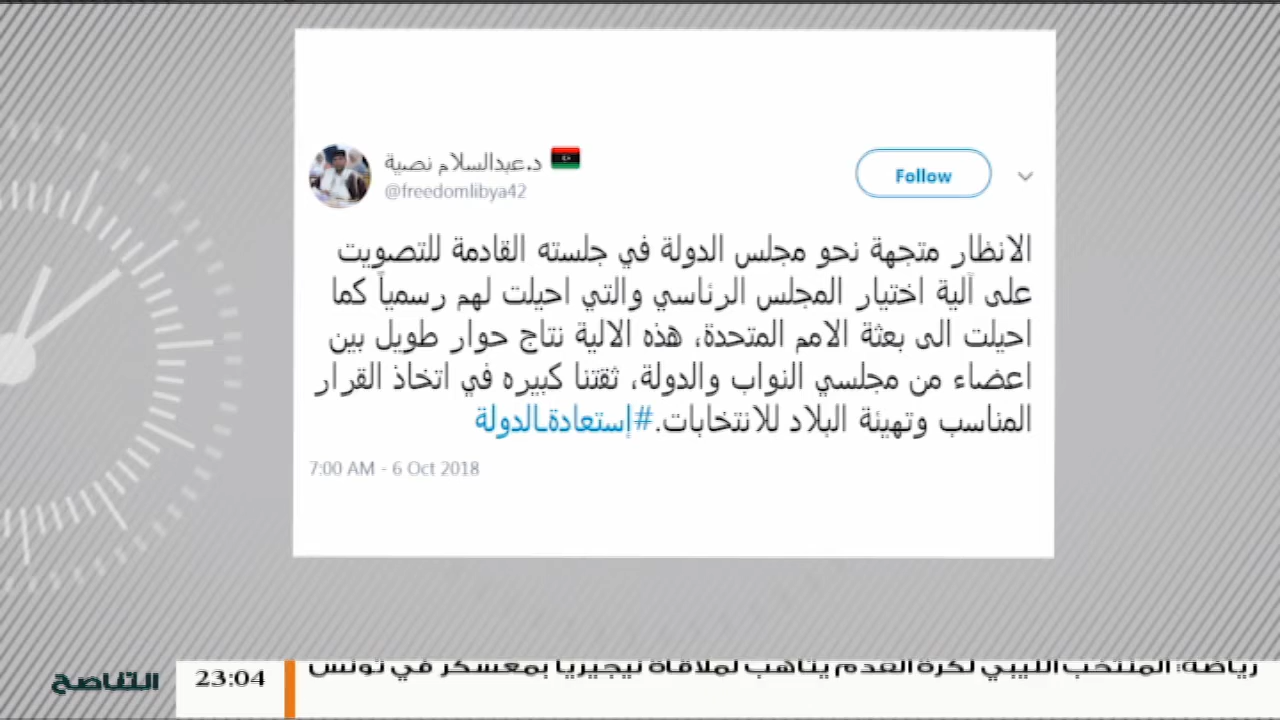 د.عبدالسلام نصية
@freedomlibya42
Follow
الانظار متجهة نحو مجلس الدولة في جلسته القادمة للتصويت
على آلية اختيار المجلس الرئاسي والتي احيلت لهم رسمياً كما
احيلت الى بعثة الامم المتحدة، هذه الالية نتاج حوار طويل بين
اعضاء من مجلسي النواب والدولة، ثقتنا كبيره في اتخاذ القرار
المناسب وتهيئة البلاد للانتخابات.#إستعادة_الدولة
7:00 AM - 6 Oct 2018
رياضة: المنتخب الليبي لكرة القدم يتأهب لملاقاة نيجيريا بمعسكر في تونس
23:04
التناصح